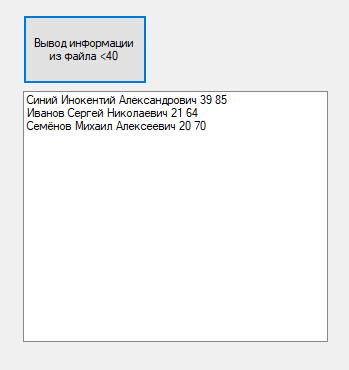 Вывод информации
из файла <40
Синий Инокентий Александрович 39 85
Иванов Сергей Николаевич 21 64
Семёнов Михаил Алексеевич 20 70